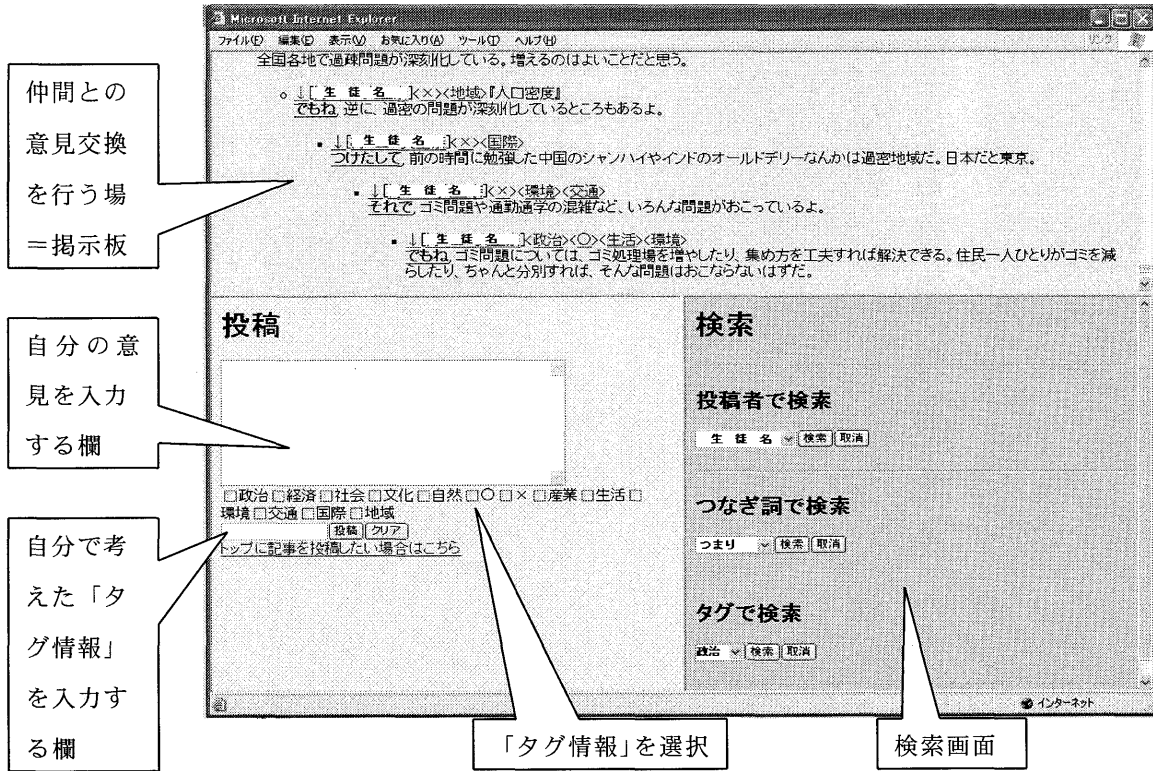 Microsoft Internet Explorer
ファイル(F) 編集(E) 表示(V) お気に入り(A) ツール(T) ヘルプ(H)
リンク
全国各地で過疎問題が深刻化している。増えるのはよいことだと思う。
↓[ 生 徒 名 ]<×><地域>『人口密度』
でもね, 逆に、過密の問題が深刻化しているところもあるよ。
↓[ 生 徒 名 ]<×><国際>
つけたして, 前の時間に勉強した中国のシャンハイやインドのオールドデリーなんかは過密地域だ。日本だと東京。
↓[ 生 徒 名 ]<×><環境><交通>
それで, ゴミ問題や通勤通学の混雑など、いろんな問題がおこっているよ。
↓[ 生 徒 名 ]<政治><○><生活><環境>
でもね, ゴミ問題については、ゴミ処理場を増やしたり、集め方を工夫すれば解決できる。住民一人ひとりがゴミを減
らしたり、ちゃんと分別すれば、そんな問題はおこならないはずだ。
仲間との
意見交換
を行う場
=掲示板
投稿
自分の意
見を入力
する欄
□政治□経済□社会□文化□自然□○□×□産業□生活□
環境□交通□国際□地域
投稿 クリア
トップに記事を投稿したい場合はこちら
自分で考
えた「タ
グ情報」
を入力す
る欄
検索
投稿者で検索
生 徒 名 検索 取消
つなぎ詞で検索
つまり 検索 取消
タグで検索
政治 検索 取消
インターネット
「タグ情報」を選択
検索画面